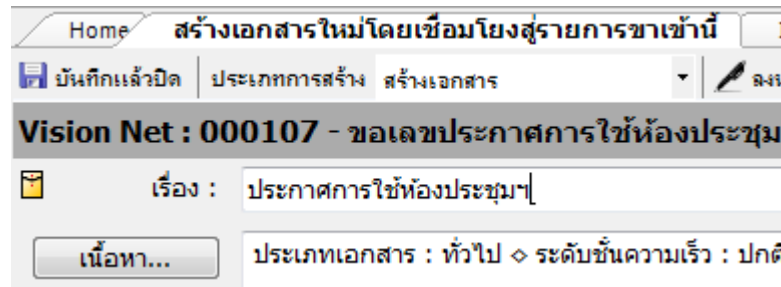 Home สร้างเอกสารใหม่โดยเชื่อมโยงสู่รายการขาเข้านี้
บันทึกแล้วปิด ประเภทการสร้าง สร้างเอกสาร
Vision Net : 000107 - ขอเลขประกาศการใช้ห้องประชุม
เรื่อง : ประกาศการใช้ห้องประชุมฯ
เนื้อหา... ประเภทเอกสาร : ทั่วไป ◇ ระดับชั้นความเร็ว : ปกติ